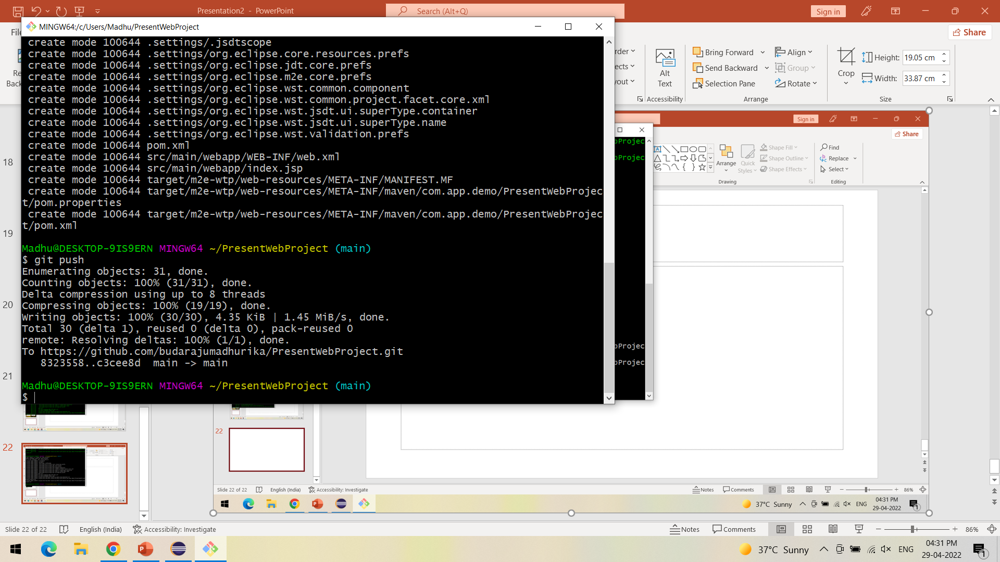 Presentation2 - PowerPoint
Search (Alt+Q)
Sign in
MINGW64:/c/Users/Madhu/PresentWebProject
Share
create mode 100644 .settings/.jsdtscope
create mode 100644 .settings/org.eclipse.core.resources.prefs
create mode 100644 .settings/org.eclipse.jdt.core.prefs
create mode 100644 .settings/org.eclipse.m2e.core.prefs
create mode 100644 .settings/org.eclipse.wst.common.component
create mode 100644 .settings/org.eclipse.wst.common.project.facet.core.xml
create mode 100644 .settings/org.eclipse.wst.jsdt.ui.superType.container
create mode 100644 .settings/org.eclipse.wst.jsdt.ui.superType.name
create mode 100644 .settings/org.eclipse.wst.validation.prefs
create mode 100644 pom.xml
create mode 100644 src/main/webapp/WEB-INF/web.xml
create mode 100644 src/main/webapp/index.jsp
create mode 100644 target/m2e-wtp/web-resources/META-INF/MANIFEST.MF
create mode 100644 target/m2e-wtp/web-resources/META-INF/maven/com.app.demo/PresentWebProjec
t/pom.properties
create mode 100644 target/m2e-wtp/web-resources/META-INF/maven/com.app.demo/PresentWebProjec
t/pom.xml
Madhu@DESKTOP-9IS9ERN MINGW64 ~/PresentWebProject (main)
$ git push
Enumerating objects: 31, done.
Counting objects: 100% (31/31), done.
Delta compression using up to 8 threads
Compressing objects: 100% (19/19), done.
Writing objects: 100% (30/30), 4.35 KiB | 1.45 MiB/s, done.
Total 30 (delta 1), reused 0 (delta 0), pack-reused 0
remote: Resolving deltas: 100% (1/1), done.
To https://github.com/budarajumadhurika/PresentWebProject.git
8323558..c3cee8d main -> main
Madhu@DESKTOP-9IS9ERN MINGW64 ~/PresentWebProject (main)
$
Alt
Text
Accessibility
Bring Forward
Send Backward
Selection Pane
Align
Group
Rotate
Arrange
Crop
Height: 19.05 cm
Width: 33.87 cm
Size
Sign in
Share
Arrange
Quick
Styles
Shape Fill
Shape Outline
Shape Effects
Drawing
Find
Replace
Select
Editing
bProjec
bProjec
bProjec
bProjec
18
19
20
21
22
22
Slide 22 of 22
English (India)
Accessibility: Investigate
Notes
Comments
86%
37°C Sunny
ENG
04:31 PM
29-04-2022
1
Slide 22 of 22
English (India)
Accessibility: Investigate
Notes
Comments
86%
37°C Sunny
ENG
04:31 PM
29-04-2022
1